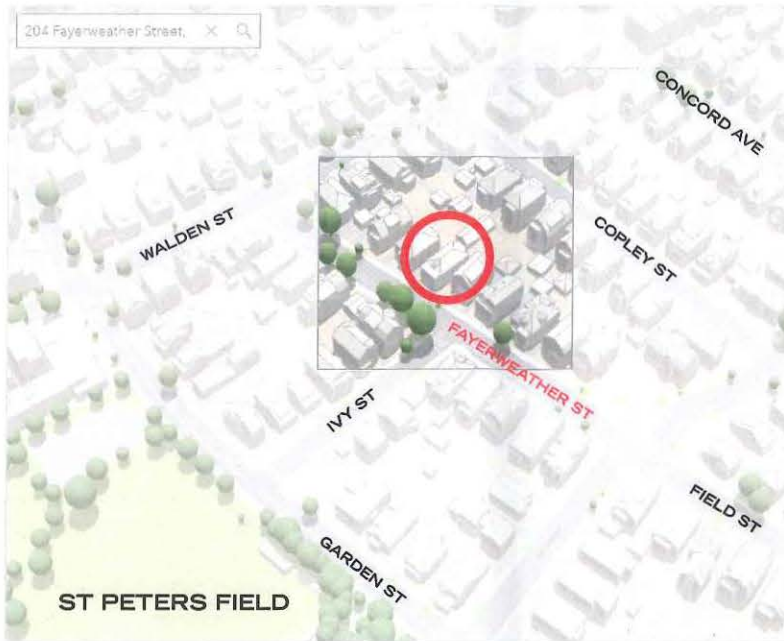 204 Fayerweather Street,
CONCORD AVE
WALDEN ST
COPLEY ST
FAYERWEATHER ST
IVY ST
FIELD ST
GARDEN ST
ST PETERS FIELD